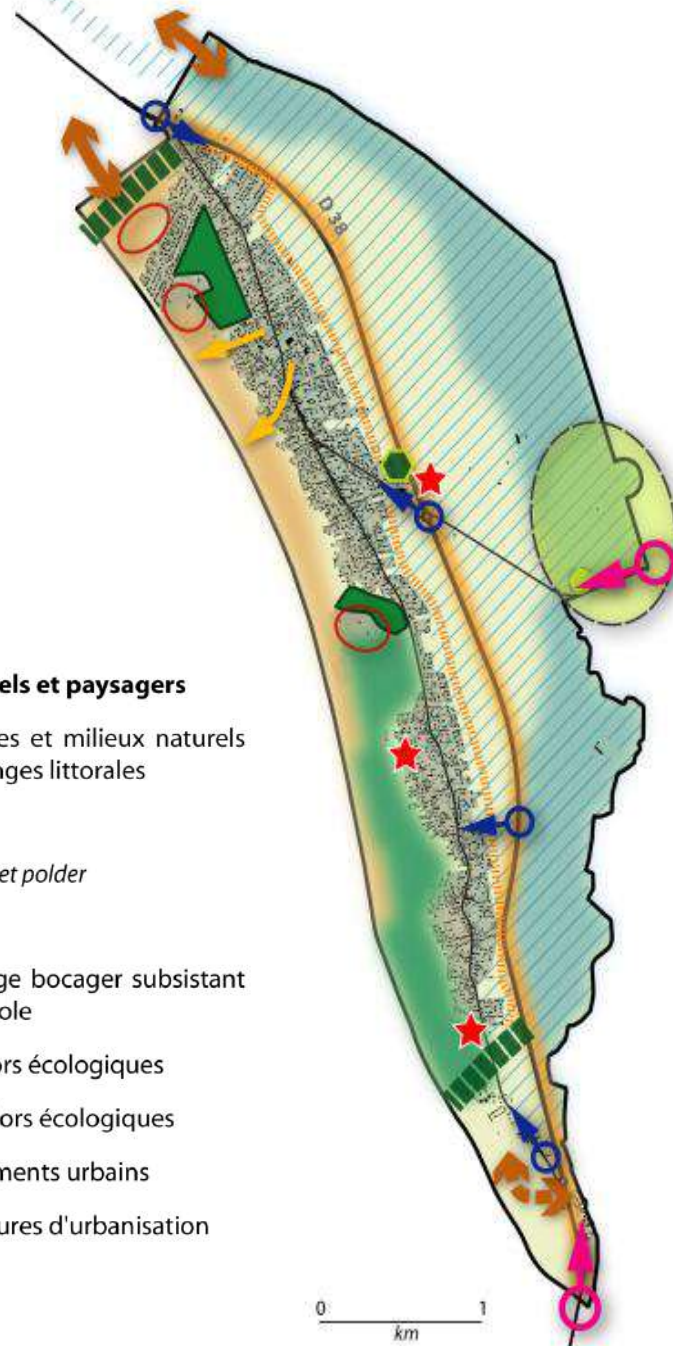 D 38
els et paysagers
es et milieux naturels
ages littorales
et polder
ge bocager subsistant
ole
ors écologiques
ors écologiques
ments urbains
ures d'urbanisation
0 1
km